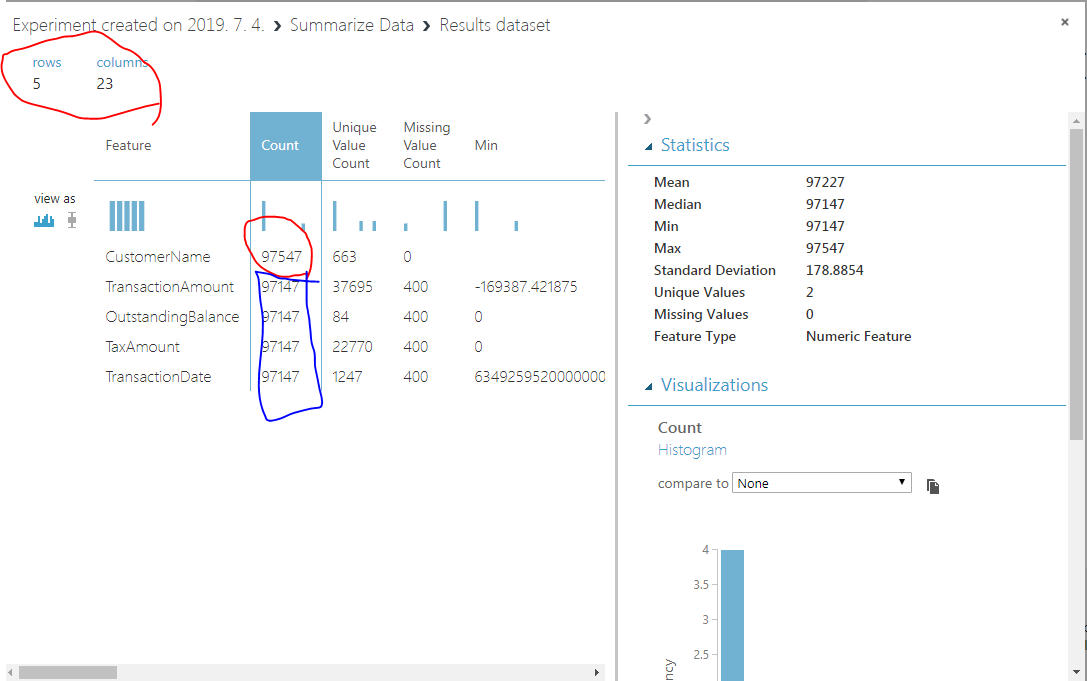 Experiment created on 2019. 7. 4. › Summarize Data › Results dataset
rows columns
5 23
Feature Count Unique Value Count Missing Value Count Min
view as
CustomerName 97547 663 0
TransactionAmount 97147 37695 400 -169387.421875
OutstandingBalance 97147 84 400 0
TaxAmount 97147 22770 400 0
TransactionDate 97147 1247 400 6349259520000000
Statistics
Mean 97227
Median 97147
Min 97147
Max 97547
Standard Deviation 178.8854
Unique Values 2
Missing Values 0
Feature Type Numeric Feature
Visualizations
Count
Histogram
compare to None
4
3.5
3
2.5